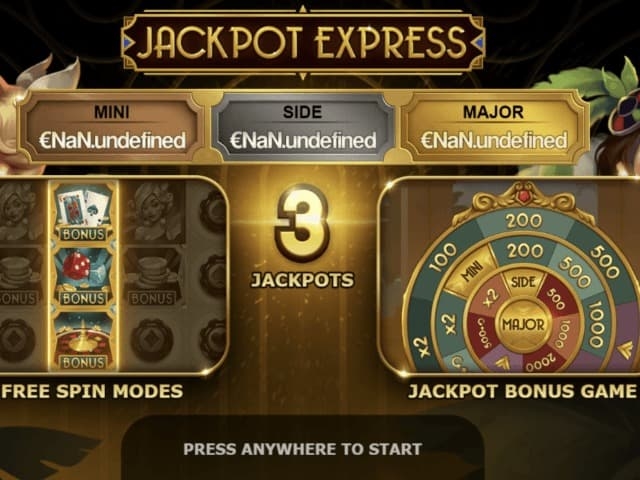 JACKPOT EXPRESS
MINI
SIDE
MAJOR
€NaN.undefined
€NaN.undefined
€NaN.undefined
BONUS
BONUS
BONUS
BONUS
BONUS
3
JACKPOTS
200
100
200
500
MINI
SIDE
500
x2
500
1000
MAJOR
x2
x2
1000
2000
FREE SPIN MODES
JACKPOT BONUS GAME
PRESS ANYWHERE TO START